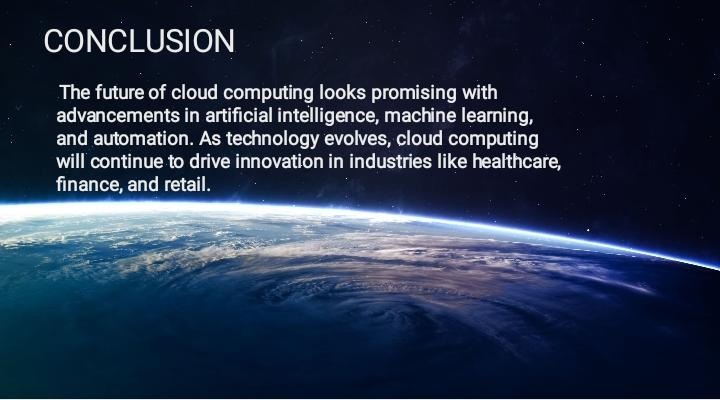 CONCLUSION
The future of cloud computing looks promising with
advancements in artificial intelligence, machine learning,
and automation. As technology evolves, cloud computing
will continue to drive innovation in industries like healthcare,
finance, and retail.